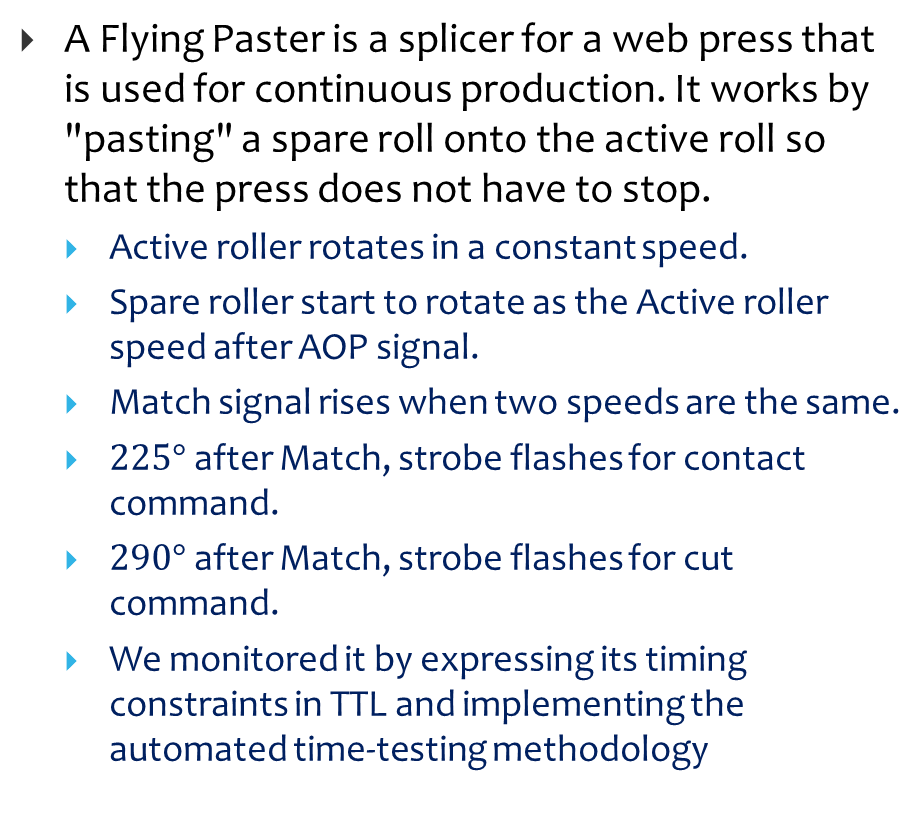 A Flying Paster is a splicer for a web press that
is used for continuous production. It works by
"pasting" a spare roll onto the active roll so
that the press does not have to stop.
Active roller rotates in a constant speed.
Spare roller start to rotate as the Active roller
speed after AOP signal.
Match signal rises when two speeds are the same.
225° after Match, strobe flashes for contact
command.
290° after Match, strobe flashes for cut
command.
We monitored it by expressing its timing
constraints in TTL and implementing the
automated time-testing methodology